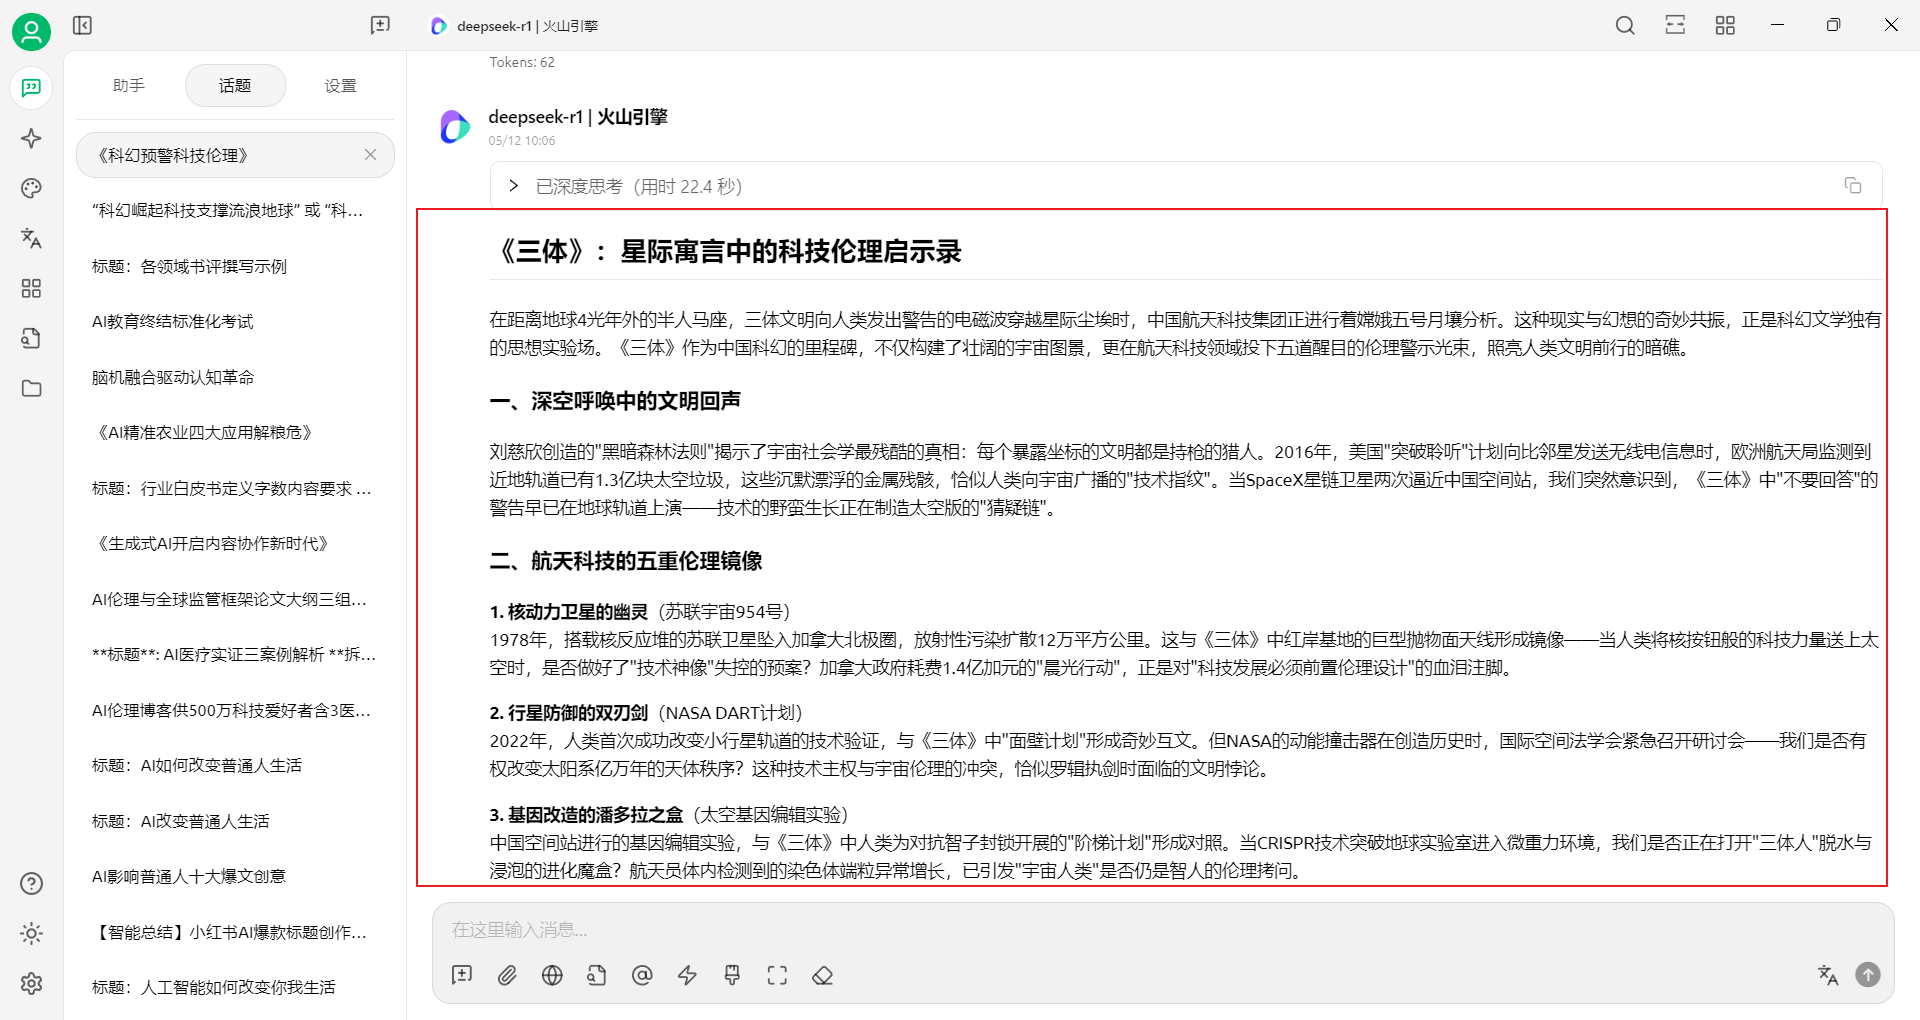 deepseek-r1 | 火山引擎
助手 话题 设置
《科幻预警科技伦理》
“科幻崛起科技支撑流浪地球” 或 “科...
标题：各领域书评撰写示例
AI教育终结标准化考试
脑机融合驱动认知革命
《AI精准农业四大应用解粮危》
标题：行业白皮书定义字数内容要求 ...
《生成式AI开启内容协作新时代》
AI伦理与全球监管框架论文大纲三组...
**标题**: AI医疗实证三案例解析 **拆...
AI伦理博客供500万科技爱好者含3医...
标题：AI如何改变普通人生活
标题：AI改变普通人生活
AI影响普通人十大爆文创意
【智能总结】小红书AI爆款标题创作...
标题：人工智能如何改变你我生活
Tokens: 62
deepseek-r1 | 火山引擎
05/12 10:06
已深度思考（用时 22.4 秒）
《三体》：星际寓言中的科技伦理启示录
在距离地球4光年外的半人马座，三体文明向人类发出警告的电磁波穿越星际尘埃时，中国航天科技集团正进行着嫦娥五号月壤分析。这种现实与幻想的奇妙共振，正是科幻文学独有
的思想实验场。《三体》作为中国科幻的里程碑，不仅构建了壮阔的宇宙图景，更在航天科技领域投下五道醒目的伦理警示光束，照亮人类文明前行的暗礁。
一、深空呼唤中的文明回声
刘慈欣创造的"黑暗森林法则"揭示了宇宙社会学最残酷的真相：每个暴露坐标的文明都是持枪的猎人。2016年，美国"突破聆听"计划向比邻星发送无线电信息时，欧洲航天局监测到
近地轨道已有1.3亿块太空垃圾，这些沉默漂浮的金属残骸，恰似人类向宇宙广播的"技术指纹"。当SpaceX星链卫星两次逼近中国空间站，我们突然意识到，《三体》中"不要回答"的
警告早已在地球轨道上演——技术的野蛮生长正在制造太空版的"猜疑链"。
二、航天科技的五重伦理镜像
1. 核动力卫星的幽灵（苏联宇宙954号）
1978年，搭载核反应堆的苏联卫星坠入加拿大北极圈，放射性污染扩散12万平方公里。这与《三体》中红岸基地的巨型抛物面天线形成镜像——当人类将核按钮般的科技力量送上太
空时，是否做好了"技术神像"失控的预案？加拿大政府耗费1.4亿加元的"晨光行动"，正是对"科技发展必须前置伦理设计"的血泪注脚。
2. 行星防御的双刃剑（NASA DART计划）
2022年，人类首次成功改变小行星轨道的技术验证，与《三体》中"面壁计划"形成奇妙互文。但NASA的动能撞击器在创造历史时，国际空间法学会紧急召开研讨会——我们是否有
权改变太阳系亿万年的天体秩序？这种技术主权与宇宙伦理的冲突，恰似罗辑执剑时面临的文明悖论。
3. 基因改造的潘多拉之盒（太空基因编辑实验）
中国空间站进行的基因编辑实验，与《三体》中人类为对抗智子封锁开展的"阶梯计划"形成对照。当CRISPR技术突破地球实验室进入微重力环境，我们是否正在打开"三体人"脱水与
浸泡的进化魔盒？航天员体内检测到的染色体端粒异常增长，已引发"宇宙人类"是否仍是智人的伦理拷问。
在这里输入消息...